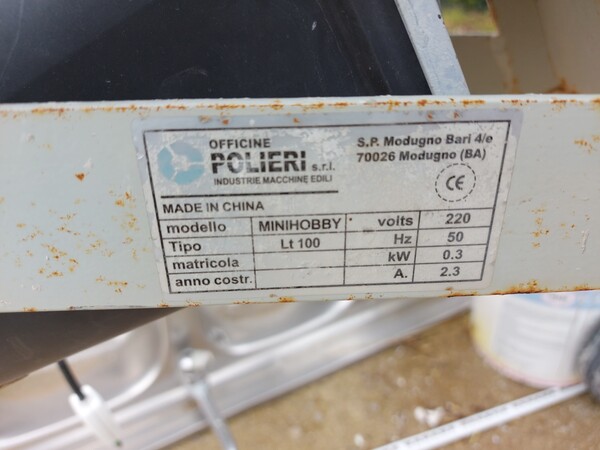 OFFICINE
POLIERI s.r.l.
INDUSTRIE MACCHINE EDILI
S.P. Modugno Bari 4/e
70026 Modugno (BA)
CE
MADE IN CHINA
modello MINIHOBBY volts 220
Tipo Lt 100 Hz 50
matricola kW 0.3
anno costr. A. 2.3